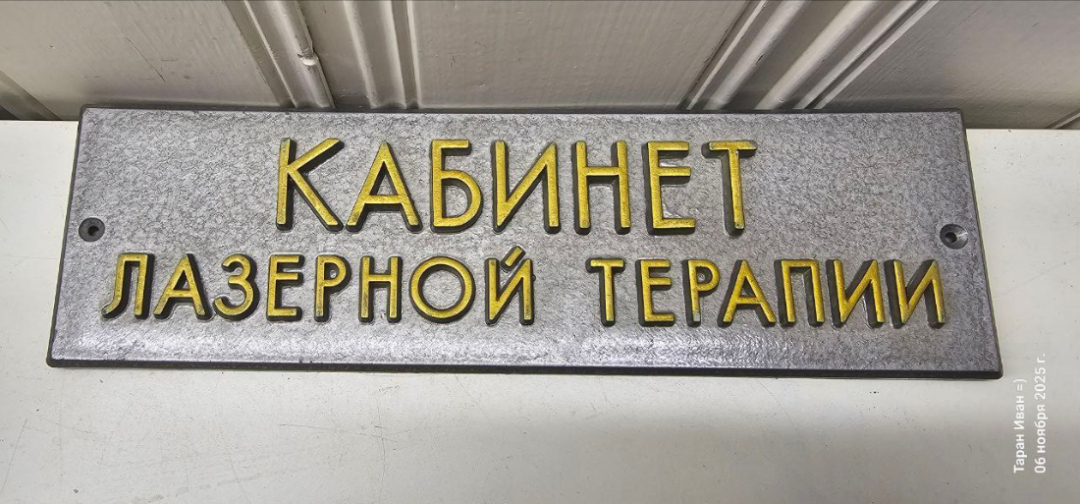 КАБИНЕТ
ЛАЗЕРНОЙ ТЕРАПИИ
Таран Иван =)
06 ноября 2025 г.